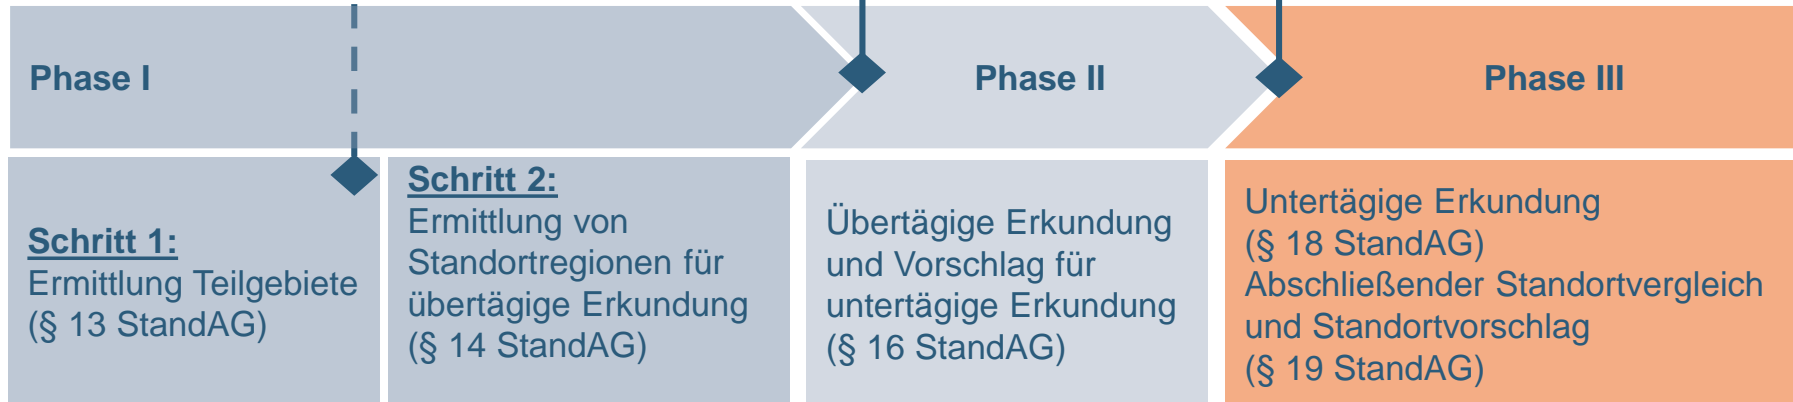 Phase I
Phase II
Phase III
Schritt 1:
Ermittlung Teilgebiete
(§ 13 StandAG)
Schritt 2:
Ermittlung von
Standortregionen für
übertägige Erkundung
(§ 14 StandAG)
Übertägige Erkundung
und Vorschlag für
untertägige Erkundung
(§ 16 StandAG)
Untertägige Erkundung
(§ 18 StandAG)
Abschließender Standortvergleich
und Standortvorschlag
(§ 19 StandAG)